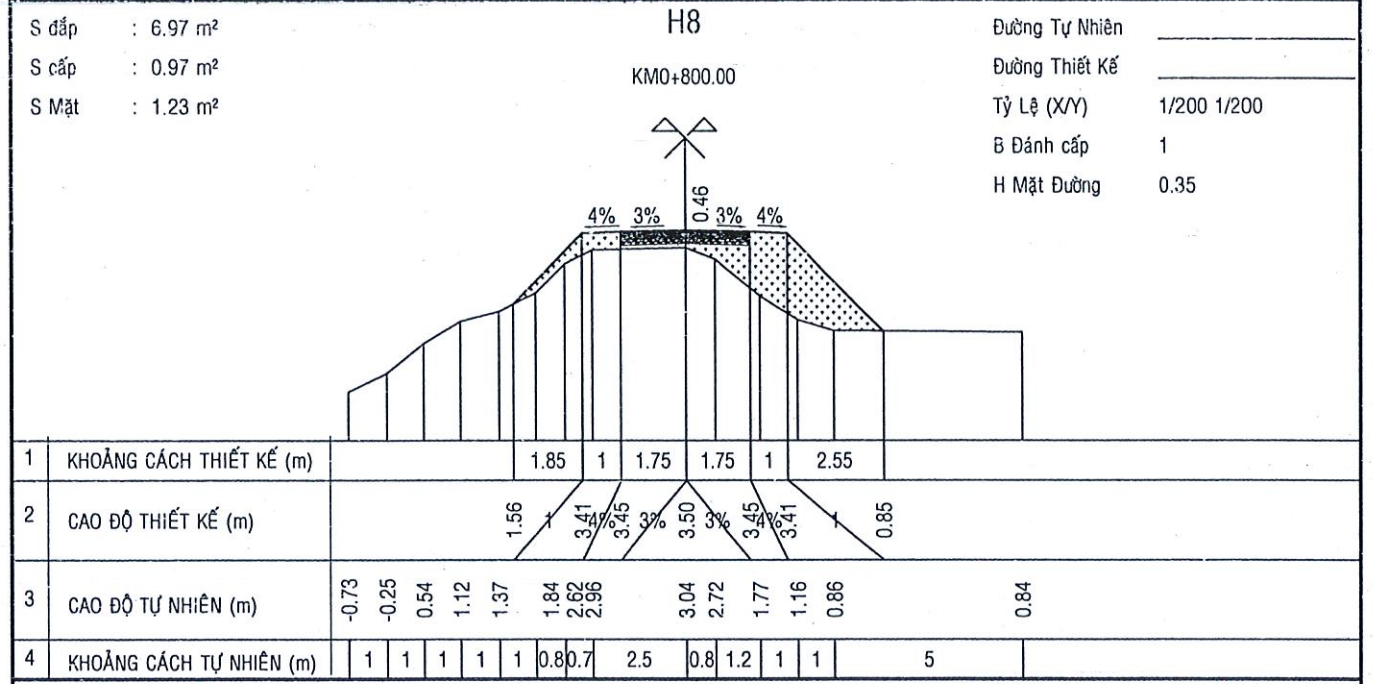 H8
S đắp : 6.97 m²
S cấp : 0.97 m²
S Mặt : 1.23 m²
KM0+800.00
Đường Tự Nhiên
Đường Thiết Kế
Tỷ Lệ (X/Y) 1/200 1/200
B Đánh cấp 1
H Mặt Đường 0.35
0.46
4% 3% 3% 4%
1 KHOẢNG CÁCH THIẾT KẾ (m) 1.85 1 1.75 1.75 1 2.55
2 CAO ĐỘ THIẾT KẾ (m) 1.56 1 3.41 4% 3.45 3% 3.50 3% 3.45 4% 3.41 1 0.85
3 CAO ĐỘ TỰ NHIÊN (m) -0.73 -0.25 0.54 1.12 1.37 1.84 2.62 2.96 3.04 2.72 1.77 1.16 0.86 0.84
4 KHOẢNG CÁCH TỰ NHIÊN (m) 1 1 1 1 1 0.8 0.7 2.5 0.8 1.2 1 1 5